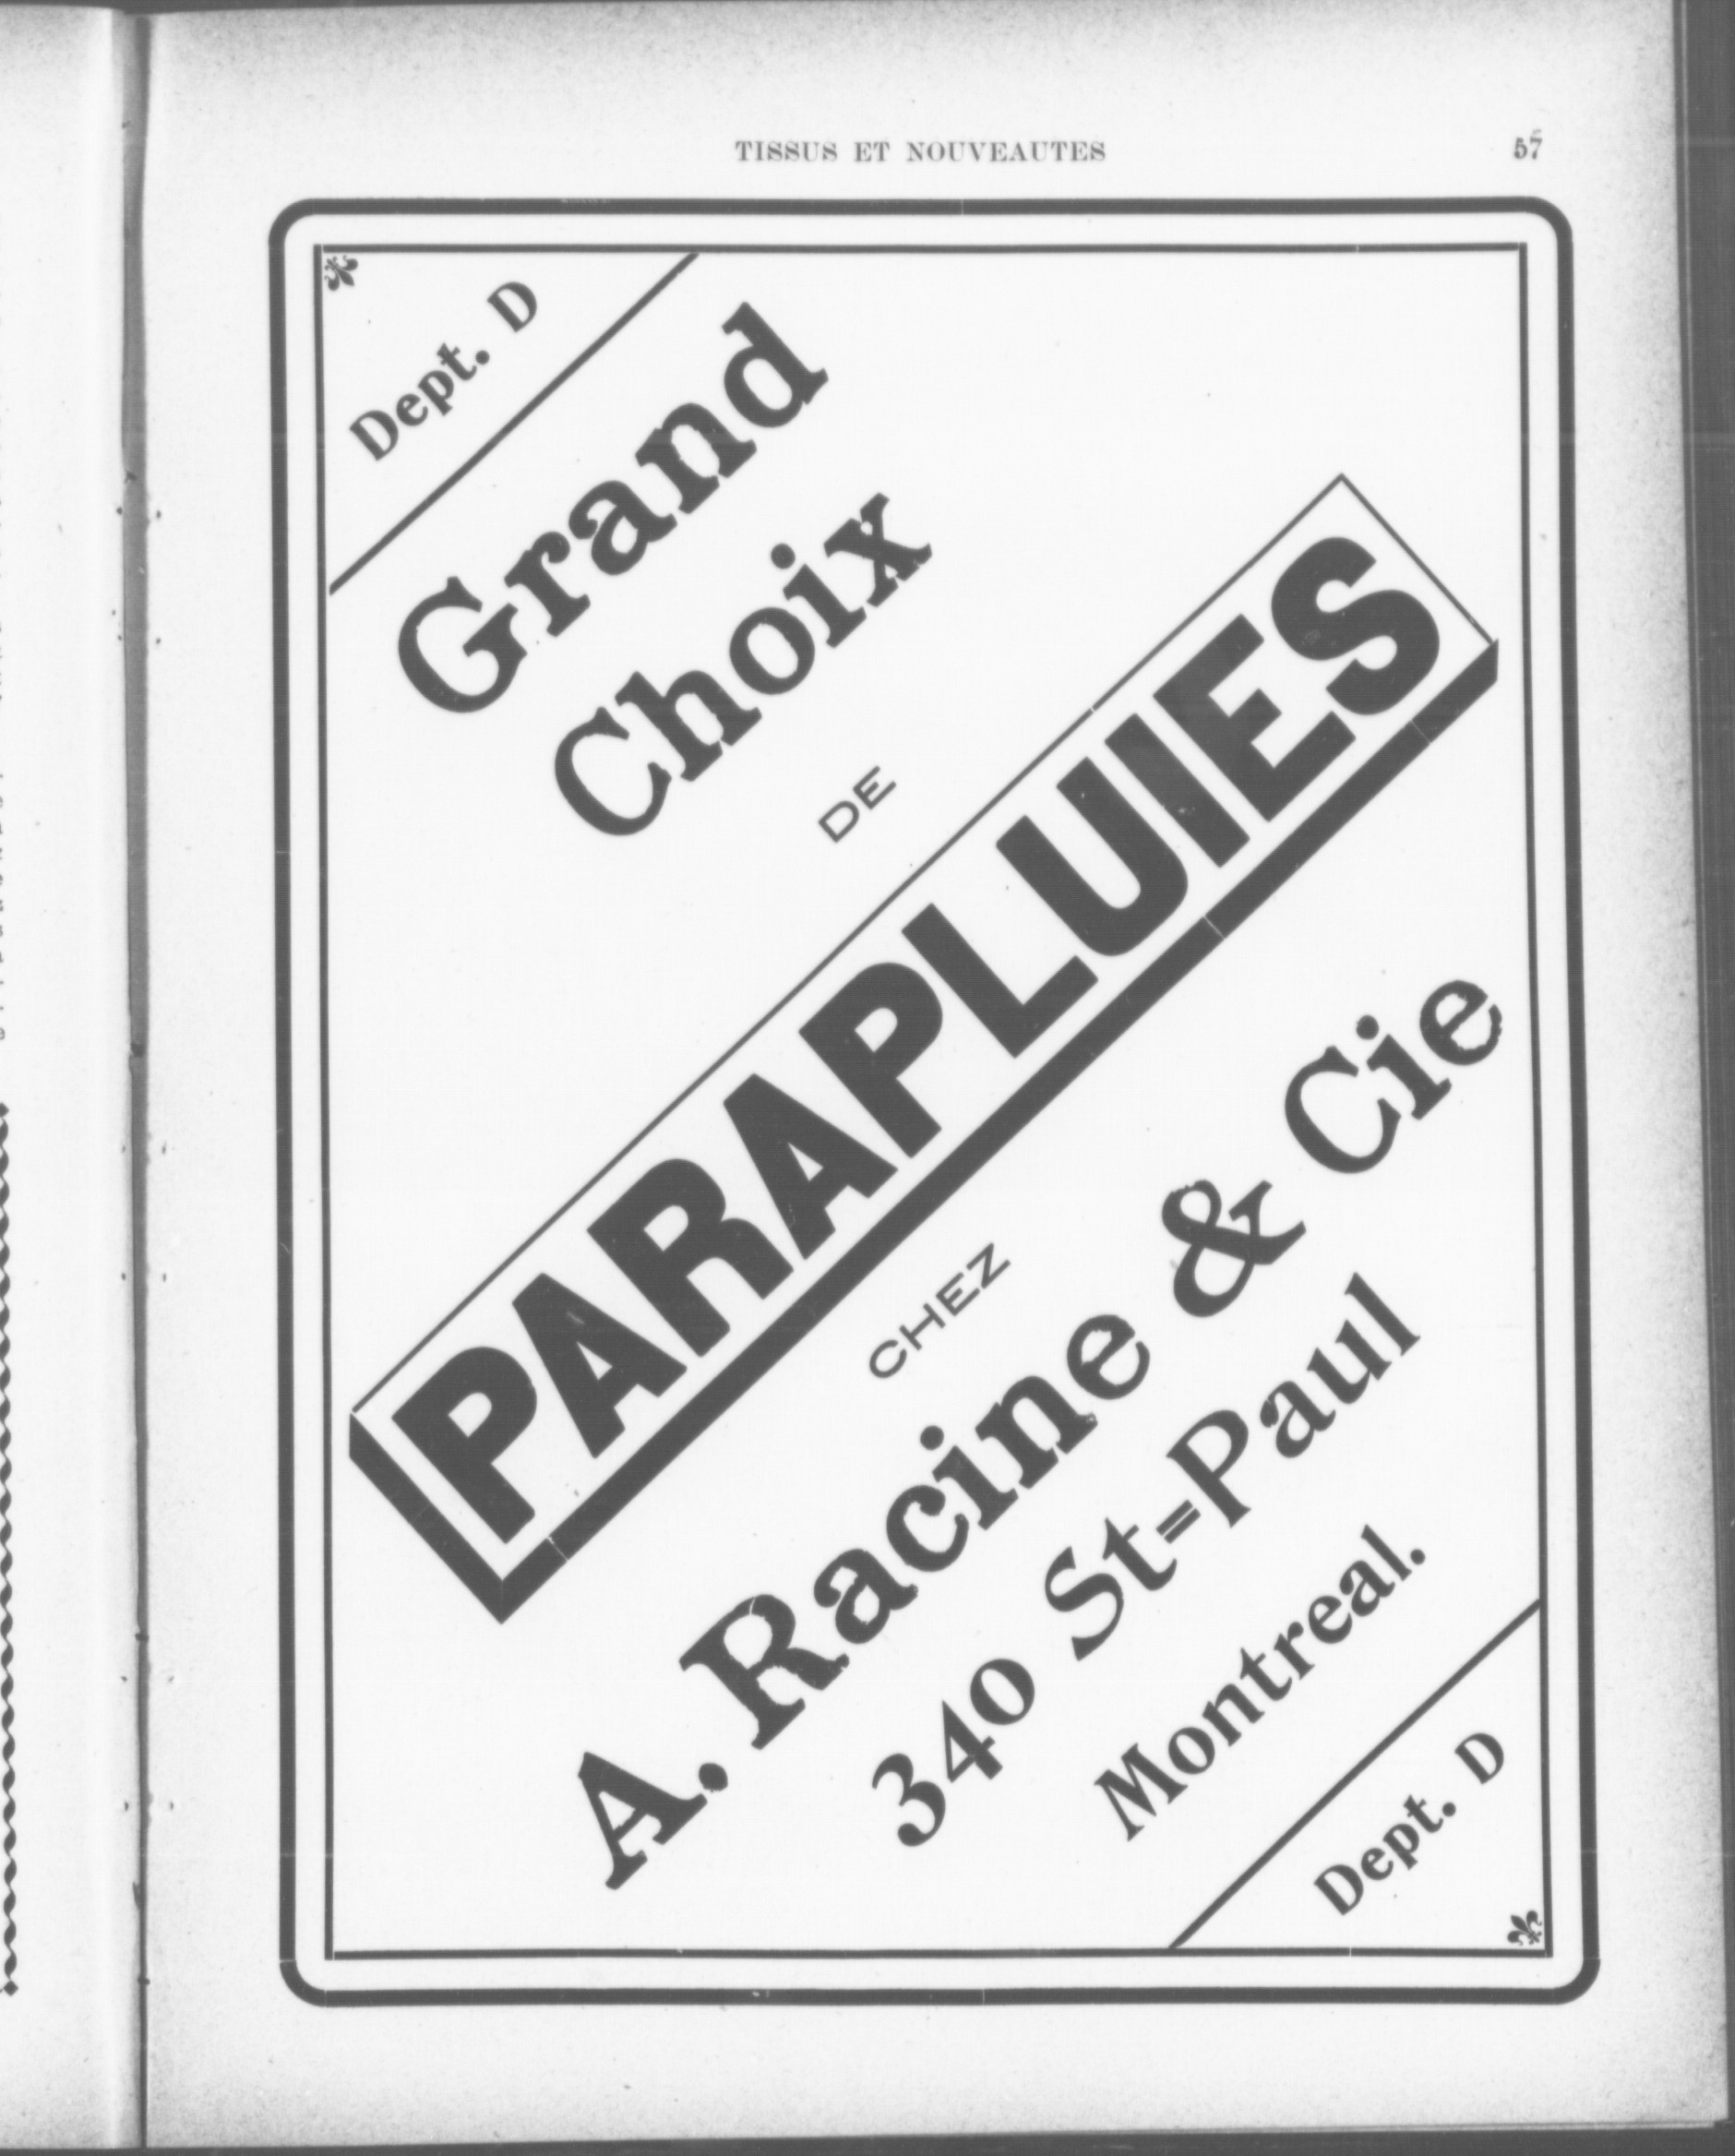 TISSUS ET NOUVEAUTES 57
Dept. D
Grand
Choix
DE
PARAPLUIES
CHEZ
A. Racine & Cie
340 St=Paul
Montreal.
Dept. D